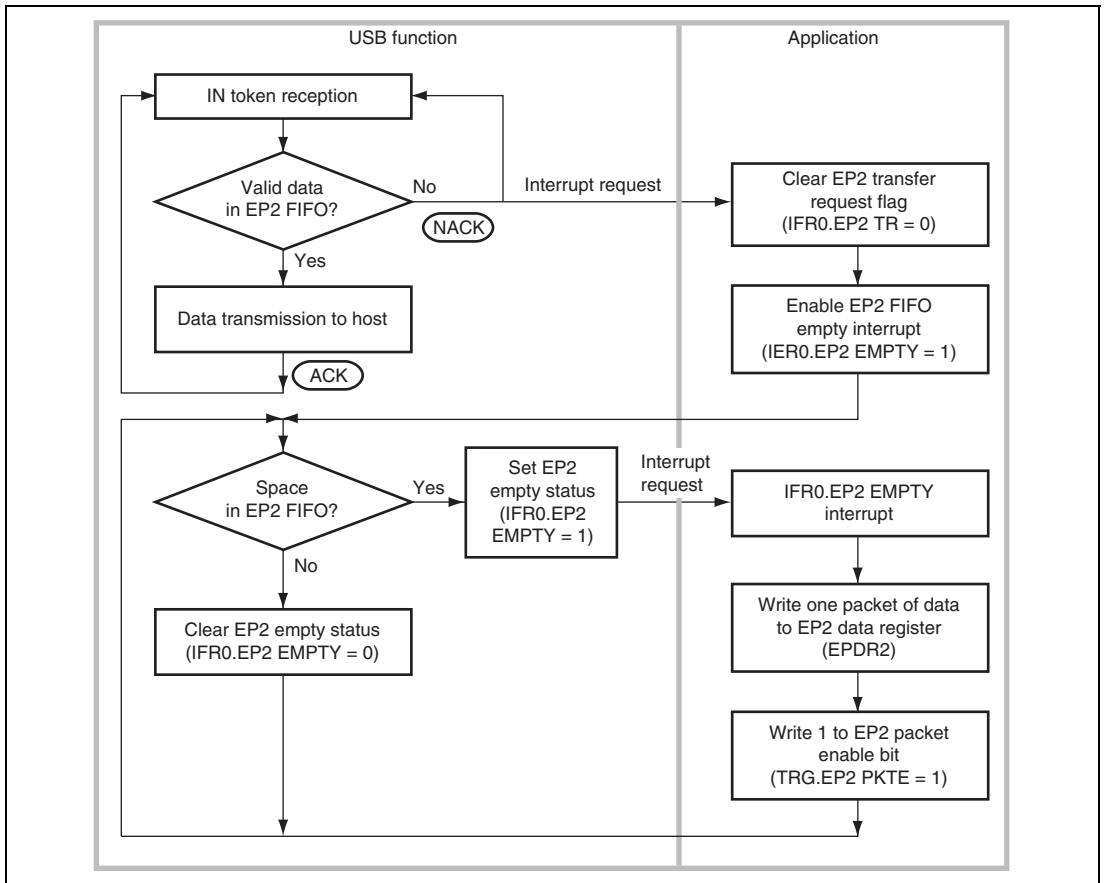 USB function
Application
IN token reception
Valid data
in EP2 FIFO?
No
NACK
Interrupt request
Clear EP2 transfer
request flag
(IFR0.EP2 TR = 0)
Yes
Data transmission to host
ACK
Enable EP2 FIFO
empty interrupt
(IER0.EP2 EMPTY = 1)
Space
in EP2 FIFO?
Yes
Set EP2
empty status
(IFR0.EP2
EMPTY = 1)
Interrupt
request
IFR0.EP2 EMPTY
interrupt
No
Clear EP2 empty status
(IFR0.EP2 EMPTY = 0)
Write one packet of data
to EP2 data register
(EPDR2)
Write 1 to EP2 packet
enable bit
(TRG.EP2 PKTE = 1)